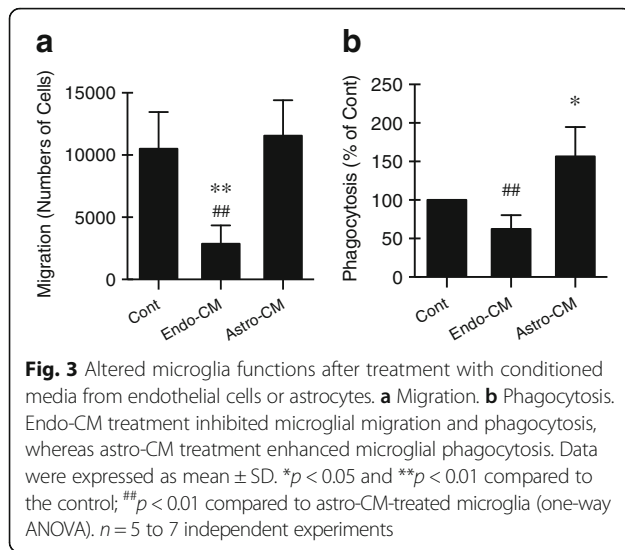 a
b
15000
10000
5000
0
Migration (Numbers of Cells)
**
##
Cont
Endo-CM
Astro-CM
250
200
150
100
50
0
Phagocytosis (% of Cont)
##
*
Cont
Endo-CM
Astro-CM
Fig. 3 Altered microglia functions after treatment with conditioned
media from endothelial cells or astrocytes. a Migration. b Phagocytosis.
Endo-CM treatment inhibited microglial migration and phagocytosis,
whereas astro-CM treatment enhanced microglial phagocytosis. Data
were expressed as mean ± SD. *p < 0.05 and **p < 0.01 compared to
the control; ##p < 0.01 compared to astro-CM-treated microglia (one-way
ANOVA). n = 5 to 7 independent experiments